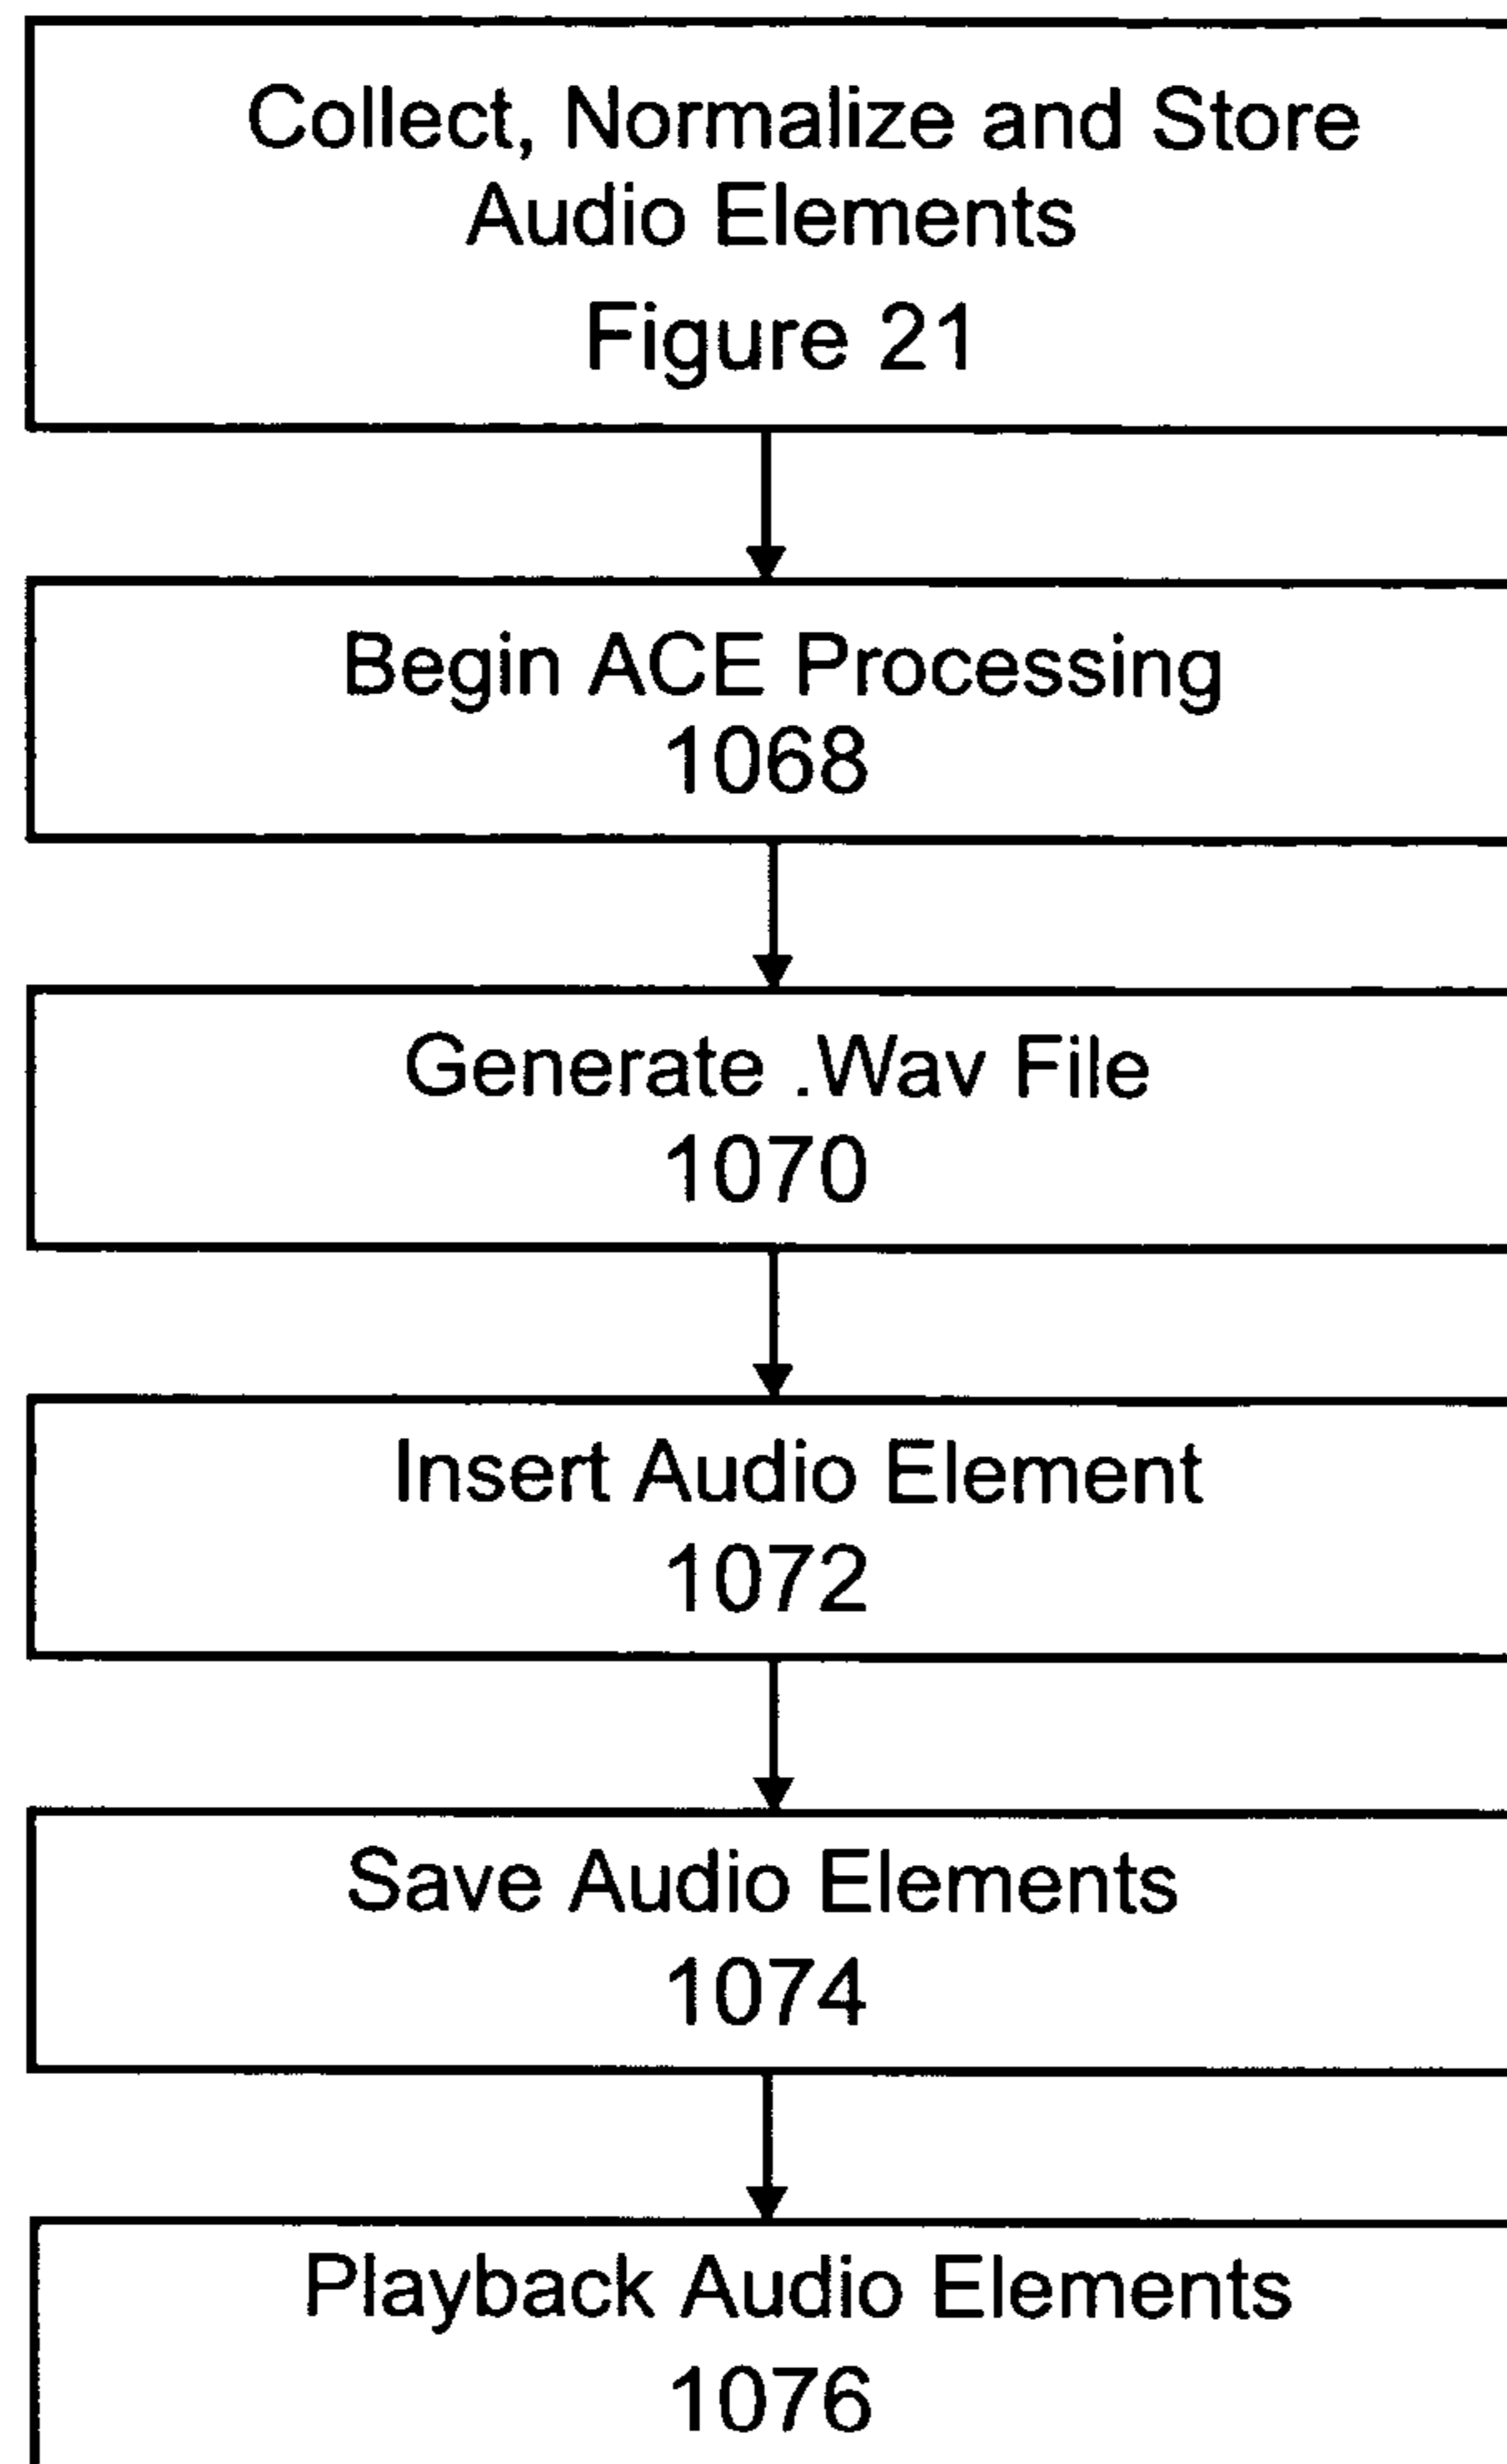 Collect, Normalize and Store
Audio Elements
Figure 21
Begin ACE Processing
1068
Generate .Wav File
1070
Insert Audio Element
1072
Save Audio Elements
1074
Playback Audio Elements
1076